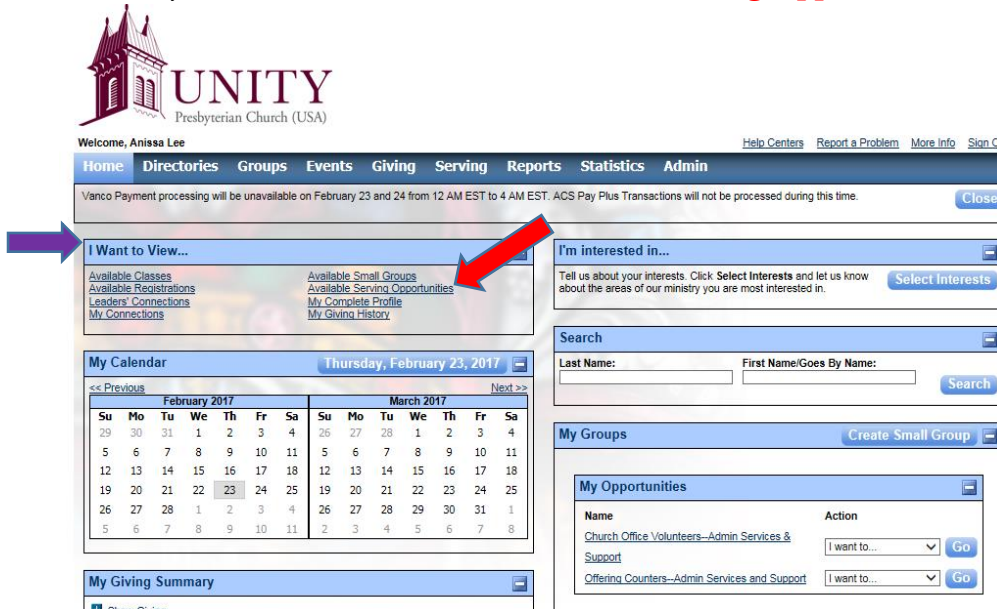 UNITY
Presbyterian Church (USA)
Welcome, Anissa Lee
Help Centers Report a Problem More Info Sign
Home Directories Groups Events Giving Serving Reports Statistics Admin
Vanco Payment processing will be unavailable on February 23 and 24 from 12 AM EST to 4 AM EST. ACS Pay Plus Transactions will not be processed during this time.
Close
I Want to View...
Available Classes
Available Registrations
Leaders' Connections
My Connections
Available Small Groups
Available Serving Opportunities
My Complete Profile
My Giving History
My Calendar Thursday, February 23, 2017
<< Previous Next >>
February 2017 March 2017
Su Mo Tu We Th Fr Sa Su Mo Tu We Th Fr Sa
29 30 31 1 2 3 4 26 27 28 1 2 3 4
5 6 7 8 9 10 11 5 6 7 8 9 10 11
12 13 14 15 16 17 18 12 13 14 15 16 17 18
19 20 21 22 23 24 25 19 20 21 22 23 24 25
26 27 28 1 2 3 4 26 27 28 29 30 31 1
5 6 7 8 9 10 11 2 3 4 5 6 7 8
My Giving Summary
I'm interested in...
Tell us about your interests. Click Select Interests and let us know
about the areas of our ministry you are most interested in.
Select Interests
Search
Last Name: First Name/Goes By Name:
Search
My Groups Create Small Group
My Opportunities
Name Action
Church Office Volunteers--Admin Services &
Support
I want to... Go
Offering Counters--Admin Services and Support I want to... Go